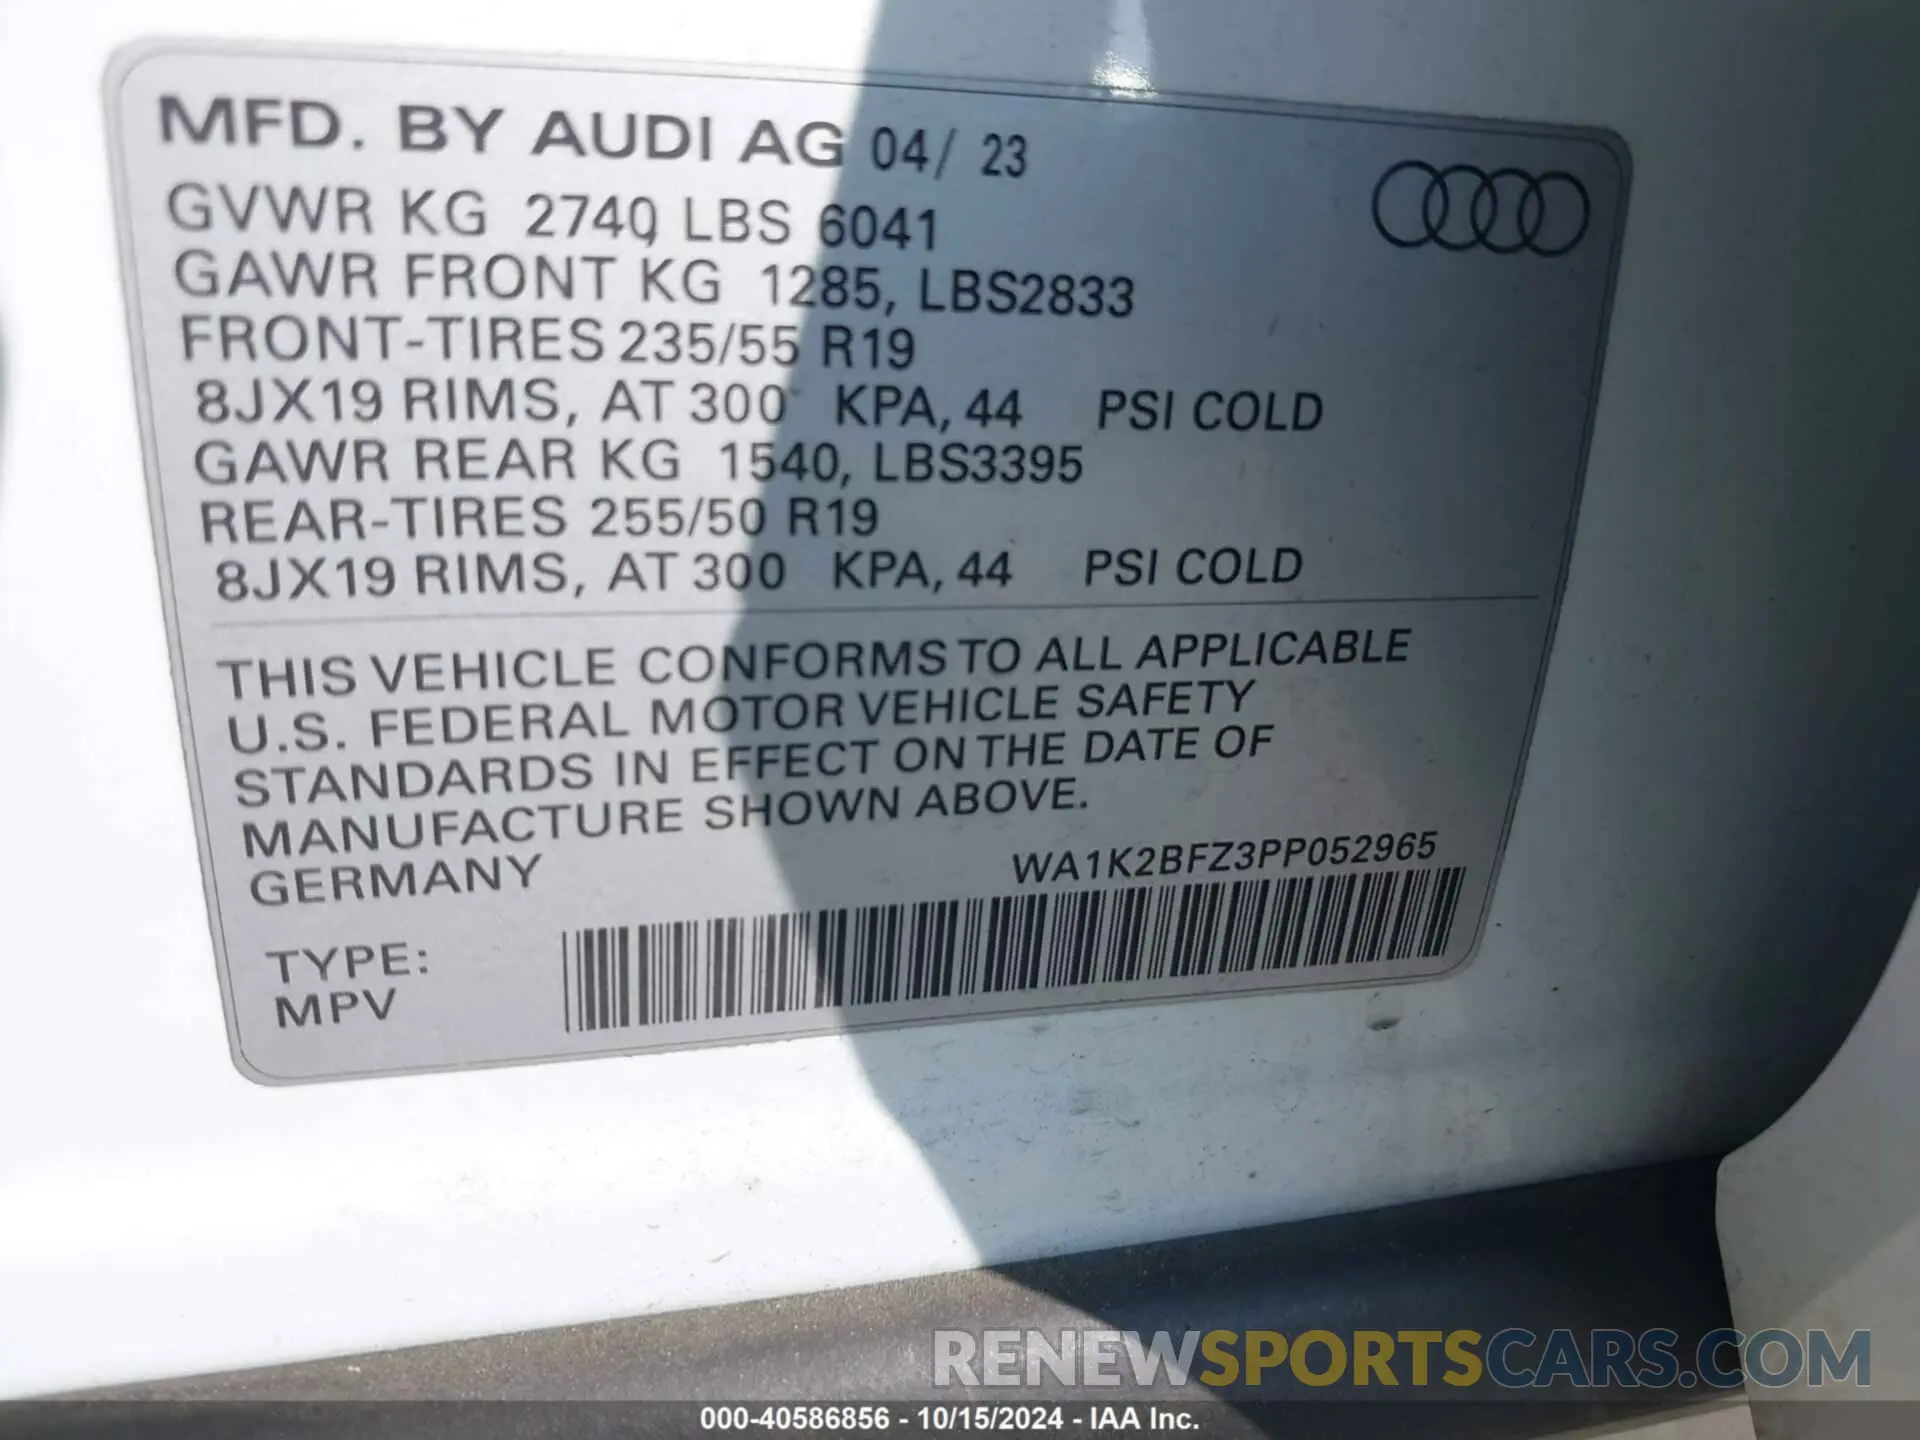 MFD. BY AUDI AG 04/ 23
GVWR KG 2740 LBS 6041
GAWR FRONT KG 1285, LBS2833
FRONT-TIRES 235/55 R19
8JX19 RIMS, AT 300 KPA, 44 PSI COLD
GAWR REAR KG 1540, LBS3395
REAR-TIRES 255/50 R19
8JX19 RIMS, AT 300 KPA, 44 PSI COLD
THIS VEHICLE CONFORMS TO ALL APPLICABLE
U.S. FEDERAL MOTOR VEHICLE SAFETY
STANDARDS IN EFFECT ON THE DATE OF
MANUFACTURE SHOWN ABOVE.
GERMANY WA1K2BFZ3PP052965
TYPE:
MPV
RENEWSPORTSCARS.COM
000-40586856 - 10/15/2024 - IAA Inc.